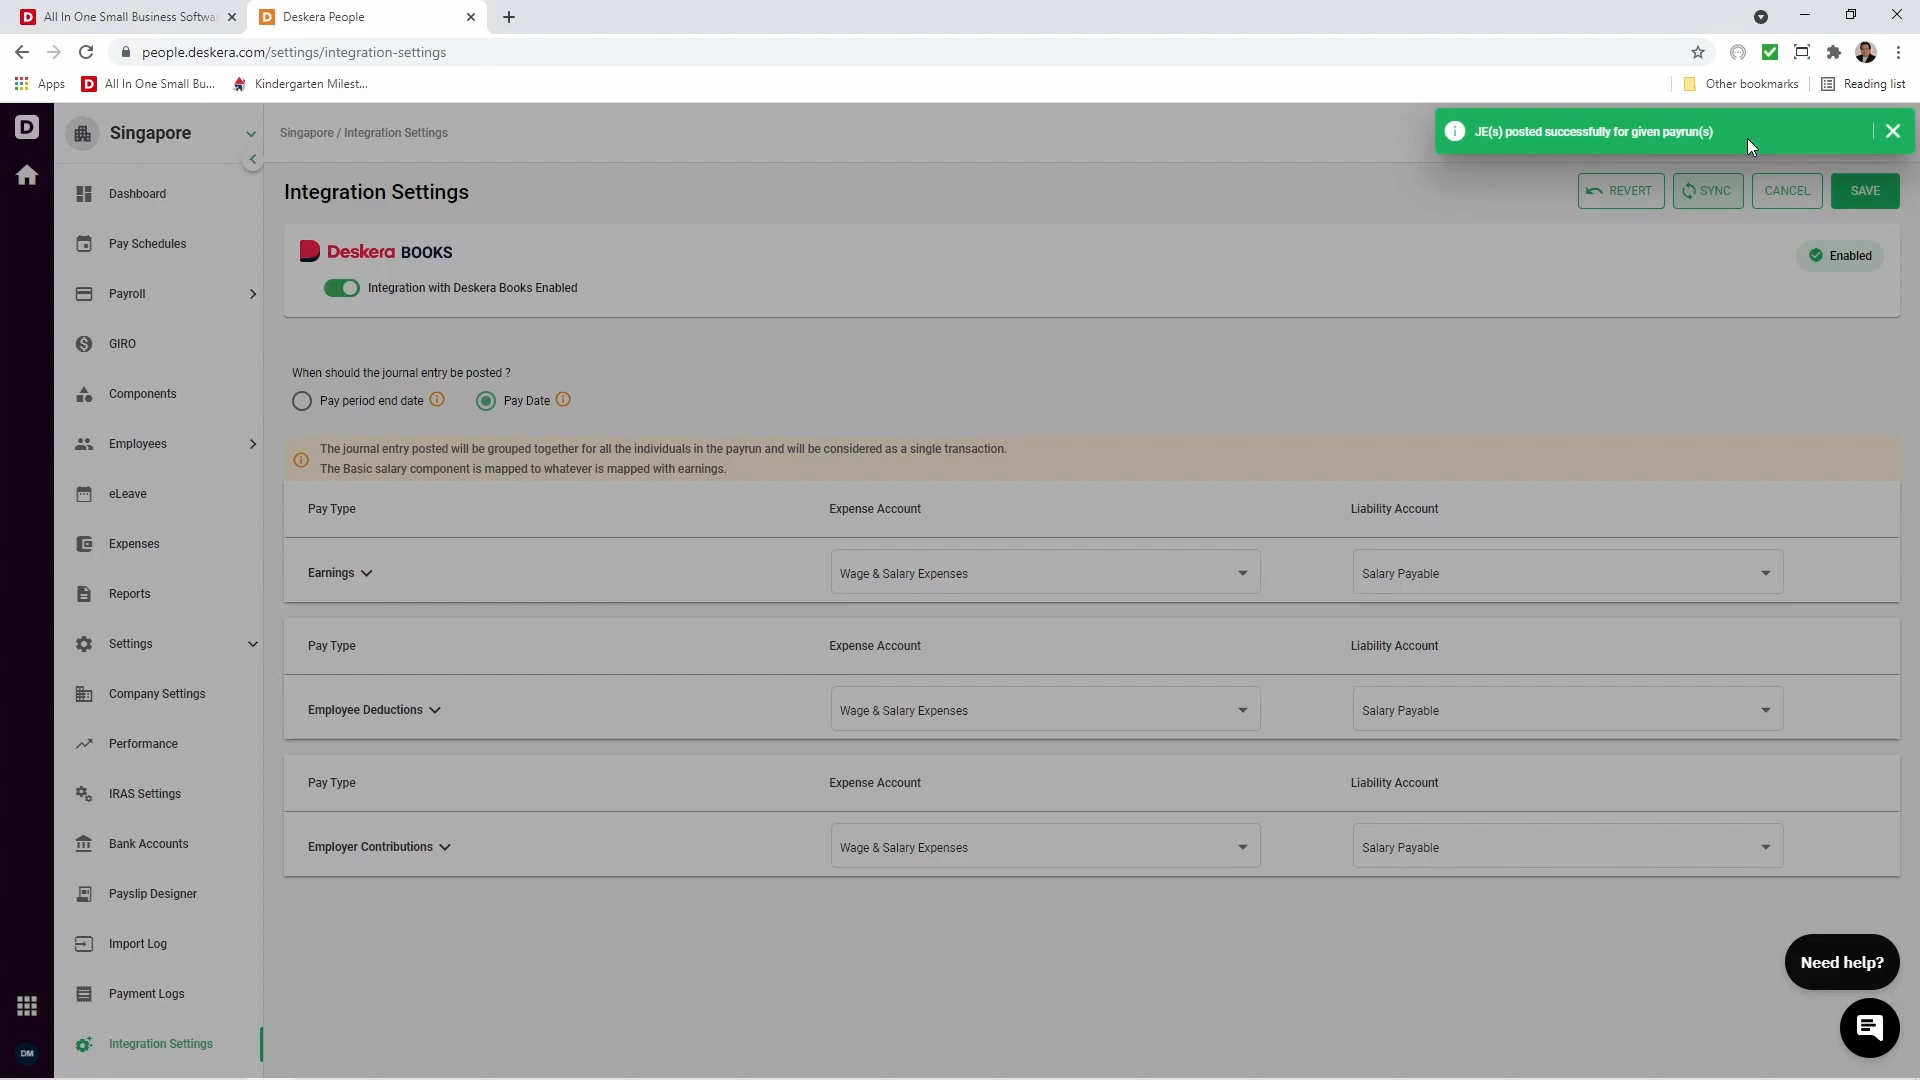 All In One Small Business Softwa
Deskera People
people.deskera.com/settings/integration-settings
Apps
All In One Small Bu...
Kindergarten Milest...
Other bookmarks
Reading list
Singapore
Singapore / Integration Settings
JE(s) posted successfully for given payrun(s)
Integration Settings
REVERT
SYNC
CANCEL
SAVE
Dashboard
Pay Schedules
Payroll
GIRO
Components
Employees
eLeave
Expenses
Reports
Settings
Company Settings
Performance
IRAS Settings
Bank Accounts
Payslip Designer
Import Log
Payment Logs
Integration Settings
DM
Deskera BOOKS
Enabled
Integration with Deskera Books Enabled
When should the journal entry be posted ?
Pay period end date
Pay Date
The journal entry posted will be grouped together for all the individuals in the payrun and will be considered as a single transaction.
The Basic salary component is mapped to whatever is mapped with earnings.
Pay Type Expense Account Liability Account
Earnings Wage & Salary Expenses Salary Payable
Pay Type Expense Account Liability Account
Employee Deductions Wage & Salary Expenses Salary Payable
Pay Type Expense Account Liability Account
Employer Contributions Wage & Salary Expenses Salary Payable
Need help?